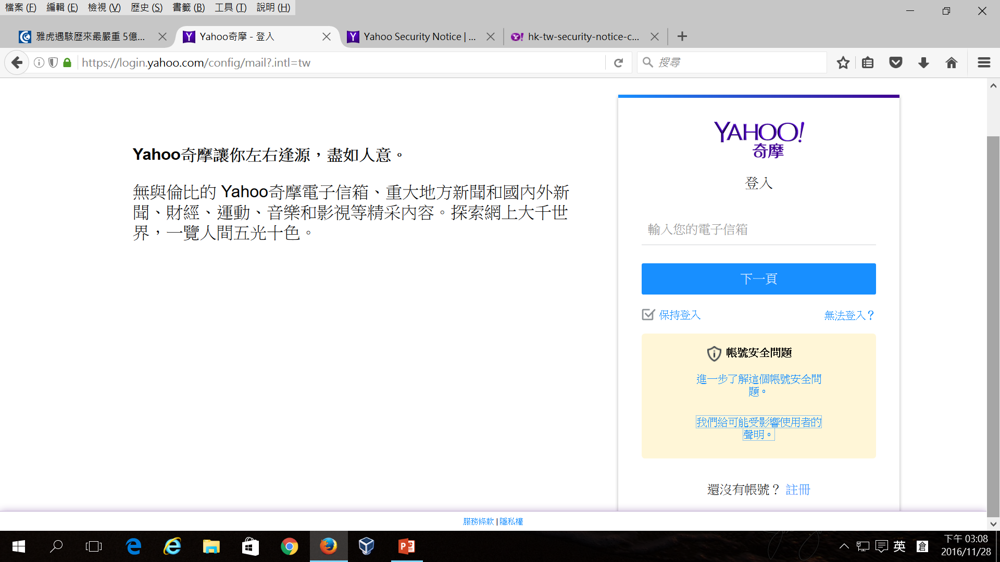 檔案 (F) 編輯 (E) 檢視 (V) 歷史 (S) 書籤 (B) 工具 (T) 說明 (H)
雅虎遇駭歷來最嚴重 5億... Yahoo奇摩 - 登入 Yahoo Security Notice | ... hk-tw-security-notice-c...
https://login.yahoo.com/config/mail?.intl=tw 搜尋
YAHOO!
奇摩
登入
Yahoo奇摩讓你左右逢源，盡如人意。
無與倫比的 Yahoo奇摩電子信箱、重大地方新聞和國內外新
聞、財經、運動、音樂和影視等精采內容。探索網上大千世
界，一覽人間五光十色。
輸入您的電子信箱
下一頁
保持登入 無法登入？
帳號安全問題
進一步了解這個帳號安全問
題。
我們給可能受影響使用者的
聲明。
還沒有帳號？ 註冊
服務條款 | 隱私權
英 倉 下午 03:08
2016/11/28